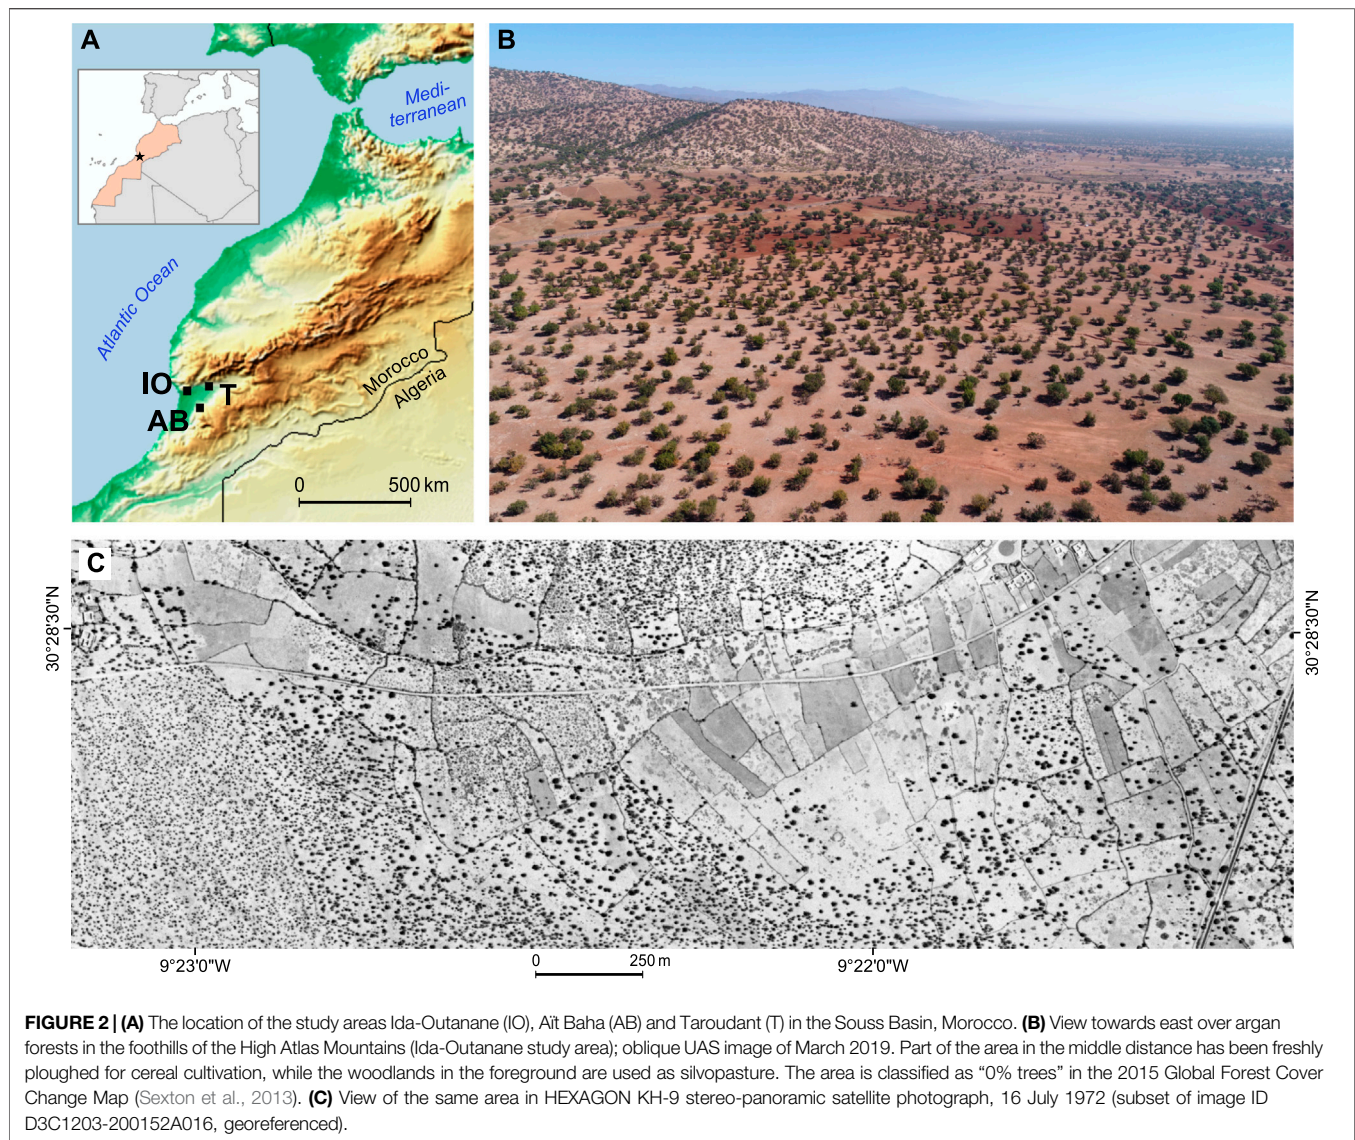 A
Medi-
terranean
Atlantic Ocean
IO
T
AB
Morocco
Algeria
0 500 km
B
C
30°28'30"N
30°28'30"N
9°23'0"W
0 250 m
9°22'0"W
FIGURE 2 | (A) The location of the study areas Ida-Outanane (IO), Aït Baha (AB) and Taroudant (T) in the Souss Basin, Morocco. (B) View towards east over argan
forests in the foothills of the High Atlas Mountains (Ida-Outanane study area); oblique UAS image of March 2019. Part of the area in the middle distance has been freshly
ploughed for cereal cultivation, while the woodlands in the foreground are used as silvopasture. The area is classified as “0% trees” in the 2015 Global Forest Cover
Change Map (Sexton et al., 2013). (C) View of the same area in HEXAGON KH-9 stereo-panoramic satellite photograph, 16 July 1972 (subset of image ID
D3C1203-200152A016, georeferenced).